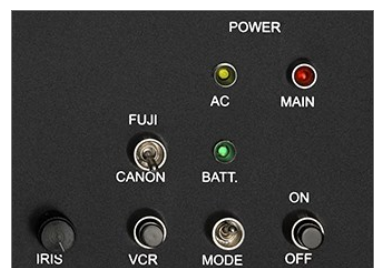 POWER
AC
MAIN
FUJI
CANON
BATT.
ON
IRIS
VCR
MODE
OFF